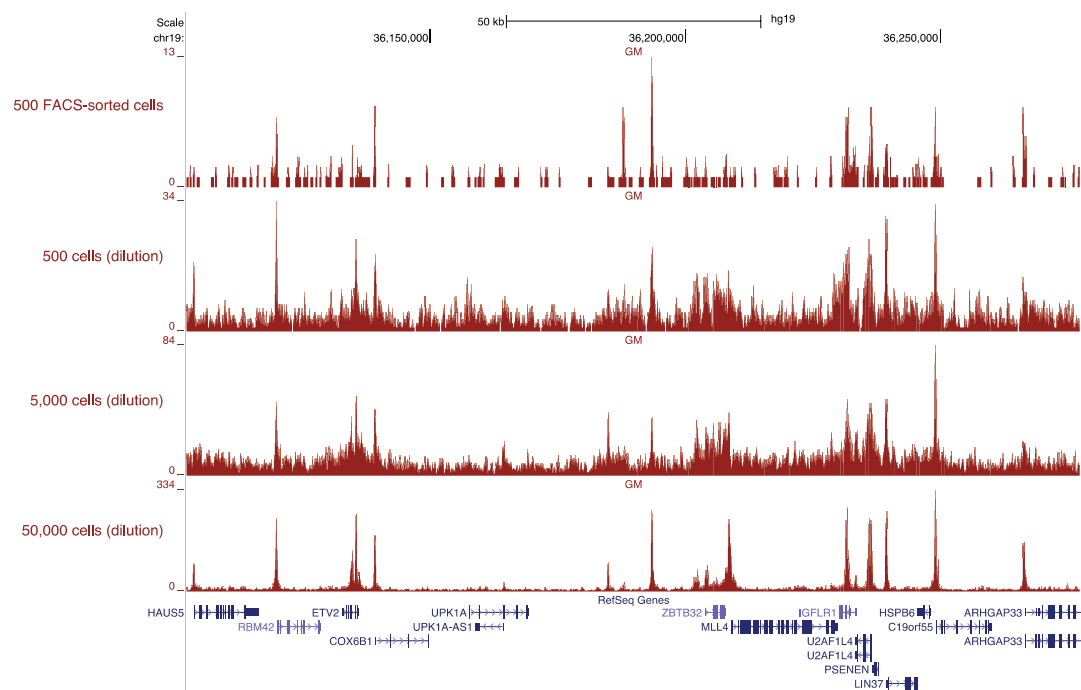 Scale 50 kb hg19
chr19: 36,150,000 36,200,000 36,250,000
13 GM
500 FACS-sorted cells
0
34 GM
500 cells (dilution)
0
84 GM
5,000 cells (dilution)
0
334 GM
50,000 cells (dilution)
0
RefSeq Genes
HAUS5 ETV2 UPK1A ZBTB32 GFLR1 HSPB6 ARHGAP33
RBM42 UPK1A-AS1 MLL4 C19orf55
COX6B1 U2AF1L4 ARHGAP33
U2AF1L4
PSENEN
LIN37